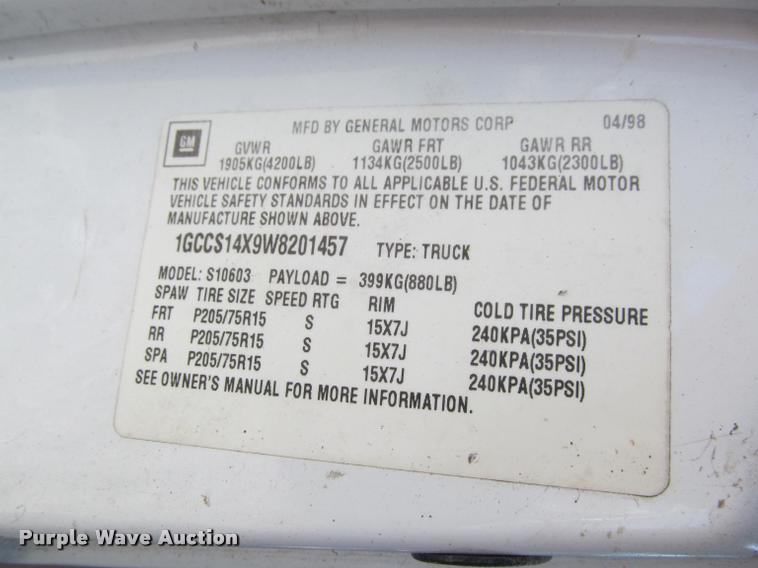 MFD BY GENERAL MOTORS CORP 04/98
GM
GVWR GAWR FRT GAWR RR
1905KG(4200LB) 1134KG(2500LB) 1043KG(2300LB)
THIS VEHICLE CONFORMS TO ALL APPLICABLE U.S. FEDERAL MOTOR
VEHICLE SAFETY STANDARDS IN EFFECT ON THE DATE OF
MANUFACTURE SHOWN ABOVE.
1GCCS14X9W8201457 TYPE: TRUCK
MODEL: S10603 PAYLOAD = 399KG(880LB)
SPAW TIRE SIZE SPEED RTG RIM COLD TIRE PRESSURE
FRT P205/75R15 S 15X7J 240KPA(35PSI)
RR P205/75R15 S 15X7J 240KPA(35PSI)
SPA P205/75R15 S 15X7J 240KPA(35PSI)
SEE OWNER'S MANUAL FOR MORE INFORMATION.
Purple Wave Auction